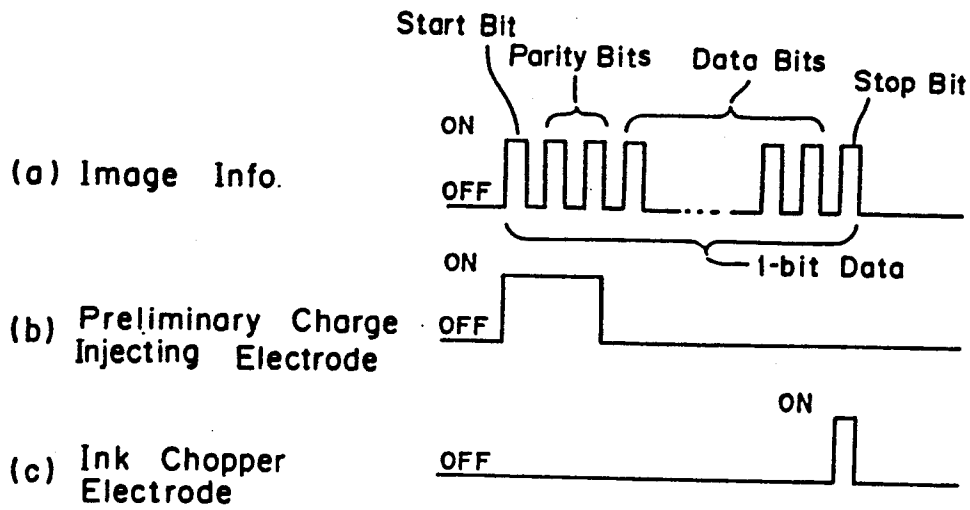 Start Bit
Parity Bits
Data Bits
Stop Bit
ON
(a) Image Info.
OFF
...
1-bit Data
ON
(b) Preliminary Charge
Injecting Electrode
OFF
ON
(c) Ink Chopper
Electrode
OFF